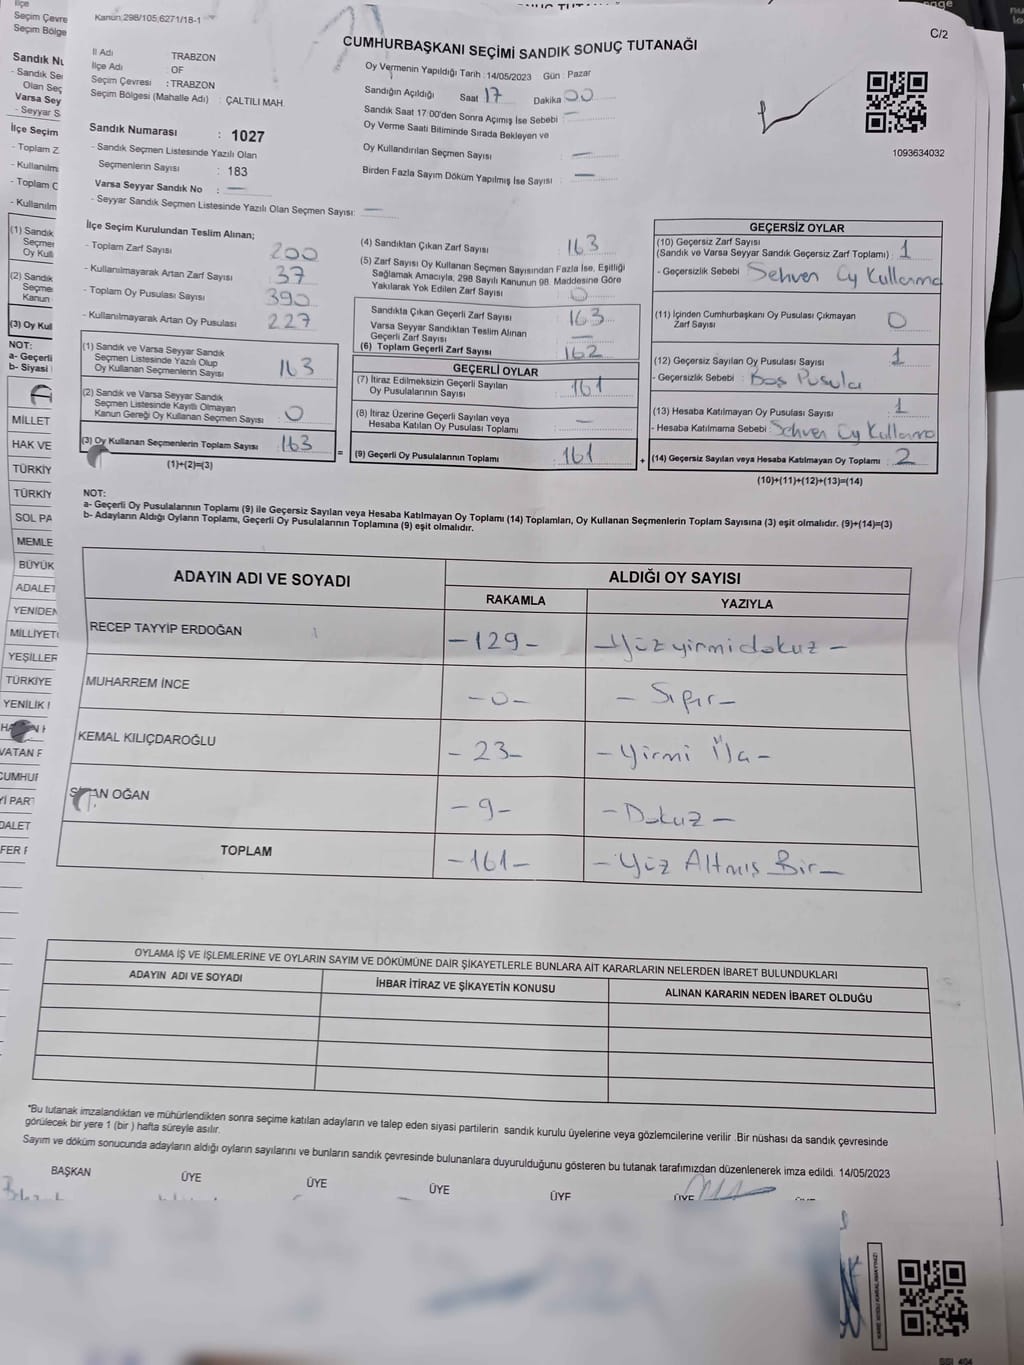 Kanun:298/105,6271/18-1
C/2
CUMHURBAŞKANI SEÇİMİ SANDIK SONUÇ TUTANAĞI
İl Adı : TRABZON
İlçe Adı : OF
Seçim Çevresi : TRABZON
Seçim Bölgesi (Mahalle Adı) : ÇALTILI MAH.
Oy Vermenin Yapıldığı Tarih : 14/05/2023 Gün : Pazar
Sandığın Açıldığı Saat 17 Dakika 00
Sandık Saat 17:00'den Sonra Açımış İse Sebebi —
Oy Verme Saati Bitiminde Sırada Bekleyen ve
Oy Kullandırılan Seçmen Sayısı —
Birden Fazla Sayım Döküm Yapılmış İse Sayısı —
1093634032
Sandık Numarası : 1027
- Sandık Seçmen Listesinde Yazılı Olan
Seçmenlerin Sayısı : 183
Varsa Seyyar Sandık No : —
- Seyyar Sandık Seçmen Listesinde Yazılı Olan Seçmen Sayısı: —
İlçe Seçim Kurulundan Teslim Alınan;
- Toplam Zarf Sayısı 200
- Kullanılmayarak Artan Zarf Sayısı 37
- Toplam Oy Pusulası Sayısı 390
- Kullanılmayarak Artan Oy Pusulası 227
(1) Sandık ve Varsa Seyyar Sandık
Seçmen Listesinde Yazılı Olup
Oy Kullanan Seçmenlerin Sayısı 163
(2) Sandık ve Varsa Seyyar Sandık
Seçmen Listesinde Kayıtlı Olmayan
Kanun Gereği Oy Kullanan Seçmen Sayısı 0
(3) Oy Kullanan Seçmenlerin Toplam Sayısı 163
(1)+(2)=(3)
(4) Sandıktan Çıkan Zarf Sayısı 163
(5) Zarf Sayısı Oy Kullanan Seçmen Sayısından Fazla İse, Eşitliği
Sağlamak Amacıyla, 298 Sayılı Kanunun 98. Maddesine Göre
Yakılarak Yok Edilen Zarf Sayısı 0
Sandıkta Çıkan Geçerli Zarf Sayısı 163
Varsa Seyyar Sandıktan Teslim Alınan
Geçerli Zarf Sayısı —
(6) Toplam Geçerli Zarf Sayısı 162
GEÇERLİ OYLAR
(7) İtiraz Edilmeksizin Geçerli Sayılan
Oy Pusulalarının Sayısı 161
(8) İtiraz Üzerine Geçerli Sayılan veya
Hesaba Katılan Oy Pusulası Toplamı —
(9) Geçerli Oy Pusulalarının Toplamı 161
GEÇERSİZ OYLAR
(10) Geçersiz Zarf Sayısı
(Sandık ve Varsa Seyyar Sandık Geçersiz Zarf Toplamı) : 1
- Geçersizlik Sebebi : Sehven Oy Kullanma
(11) İçinden Cumhurbaşkanı Oy Pusulası Çıkmayan
Zarf Sayısı 0
(12) Geçersiz Sayılan Oy Pusulası Sayısı 1
- Geçersizlik Sebebi : Boş Pusula
(13) Hesaba Katılmayan Oy Pusulası Sayısı 1
- Hesaba Katılmama Sebebi : Sehven Oy Kullanma
(14) Geçersiz Sayılan veya Hesaba Katılmayan Oy Toplamı : 2
(10)+(11)+(12)+(13)=(14)
NOT:
a- Geçerli Oy Pusulalarının Toplamı (9) ile Geçersiz Sayılan veya Hesaba Katılmayan Oy Toplamı (14) Toplamları, Oy Kullanan Seçmenlerin Toplam Sayısına (3) eşit olmalıdır. (9)+(14)=(3)
b- Adayların Aldığı Oyların Toplamı, Geçerli Oy Pusulalarının Toplamına (9) eşit olmalıdır.
ADAYIN ADI VE SOYADI ALDIĞI OY SAYISI
RAKAMLA YAZIYLA
RECEP TAYYİP ERDOĞAN -129- -Yüzyirmidokuz-
MUHARREM İNCE -0- -Sıfır-
KEMAL KILIÇDAROĞLU -23- -Yirmi
OĞAN -9- -Dokuz-
TOPLAM -161- -Yüz Altmış Bir-
OYLAMA İŞ VE İŞLEMLERİNE VE OYLARIN SAYIM VE DÖKÜMÜNE DAİR ŞİKAYETLERLE BUNLARA AİT KARARLARIN NELERDEN İBARET BULUNDUKLARI
ADAYIN ADI VE SOYADI İHBAR İTİRAZ VE ŞİKAYETİN KONUSU ALINAN KARARIN NEDEN İBARET OLDUĞU
"Bu tutanak imzalandıktan ve mühürlendikten sonra seçime katılan adayların ve talep eden siyasi partilerin sandık kurulu üyelerine veya gözlemcilerine verilir .Bir nüshası da sandık çevresinde
görülecek bir yere 1 (bir ) hafta süreyle asılır.
Sayım ve döküm sonucunda adayların aldığı oyların sayılarını ve bunların sandık çevresinde bulunanlara duyurulduğunu gösteren bu tutanak tarafımızdan düzenlenerek imza edildi. 14/05/2023
BAŞKAN ÜYE ÜYE ÜYE ÜYE ÜYE